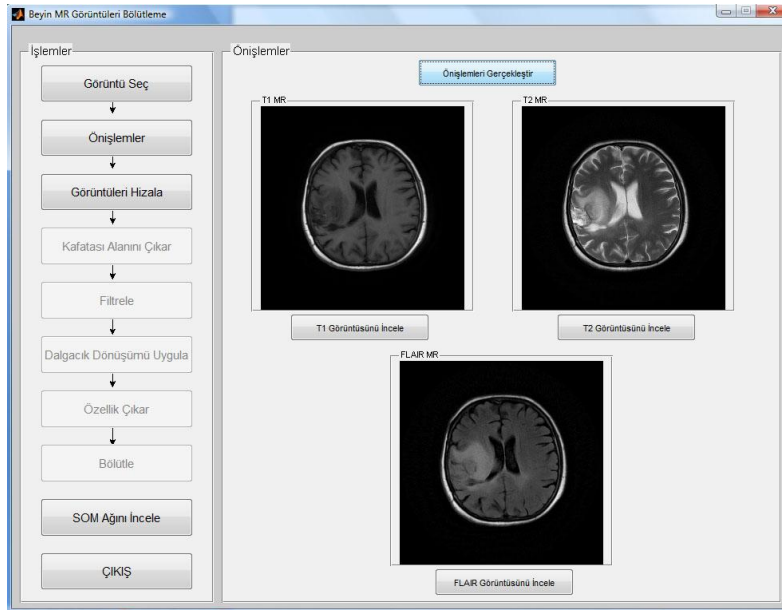 Beyin MR Görüntüleri Bölütleme
İşlemler
Görüntü Seç
Önişlemler
Görüntüleri Hizala
Kafatası Alanını Çıkar
Filtrele
Dalgacık Dönüşümü Uygula
Özellik Çıkar
Bölütle
SOM Ağını İncele
ÇIKIŞ
Önişlemler
Önişlemleri Gerçekleştir
T1 MR
T2 MR
T1 Görüntüsünü İncele
T2 Görüntüsünü İncele
FLAIR MR
FLAIR Görüntüsünü İncele